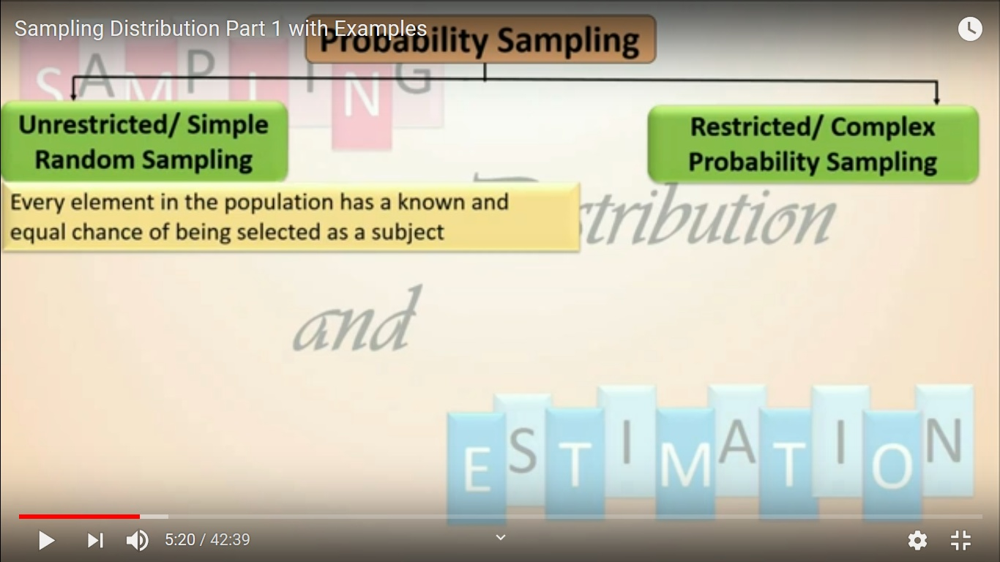 Sampling Distribution Part 1 with Examples
Probability Sampling
SAMPLING
Unrestricted/ Simple
Random Sampling
Restricted/ Complex
Probability Sampling
Every element in the population has a known and
equal chance of being selected as a subject
stribution
and
ESTIMATION
5:20 / 42:39